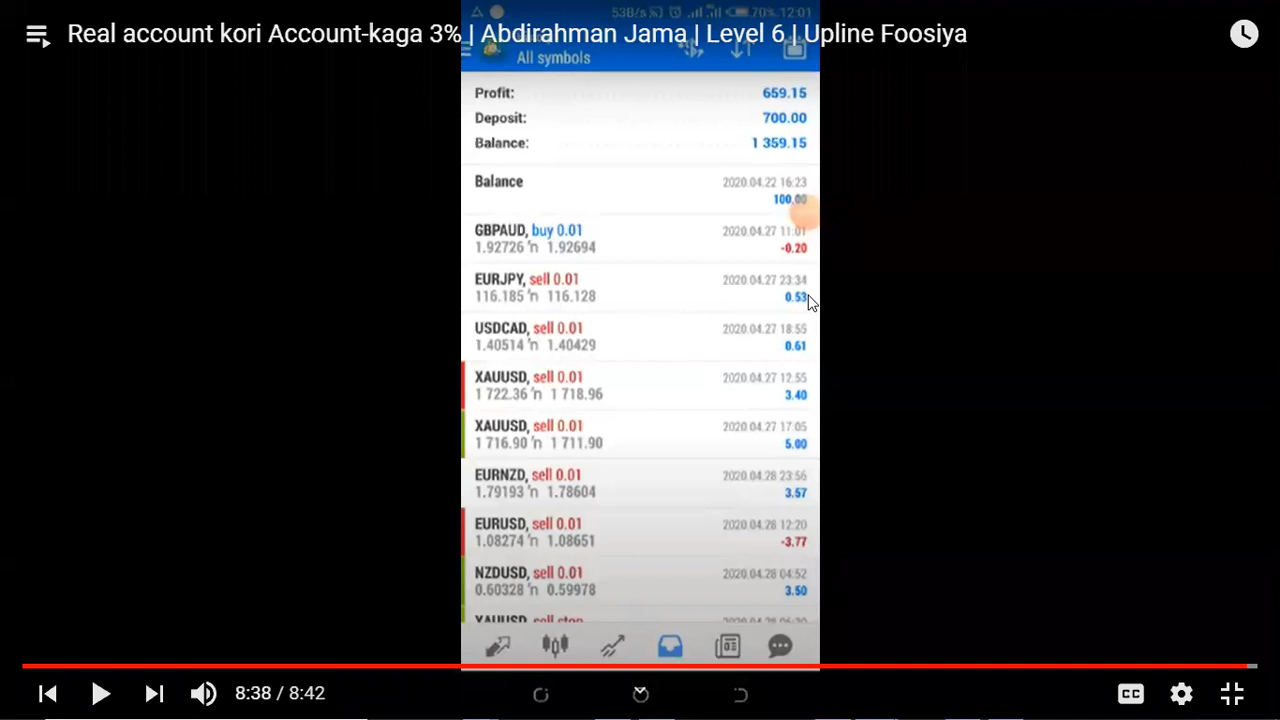 Real account kori Account-kaga 3% | Abdirahman Jama | Level 6 | Upline Foosiya
53B/s 70% 12:01
All symbols
Profit: 659.15
Deposit: 700.00
Balance: 1 359.15
Balance 2020.04.22 16:23
100.00
GBPAUD, buy 0.01 2020.04.27 11:01
1.92726 'n 1.92694 -0.20
EURJPY, sell 0.01 2020.04.27 23:34
116.185 'n 116.128 0.53
USDCAD, sell 0.01 2020.04.27 18:55
1.40514 'n 1.40429 0.61
XAUUSD, sell 0.01 2020.04.27 12:55
1 722.36 'n 1 718.96 3.40
XAUUSD, sell 0.01 2020.04.27 17:05
1 716.90 'n 1 711.90 5.00
EURNZD, sell 0.01 2020.04.28 23:56
1.79193 'n 1.78604 3.57
EURUSD, sell 0.01 2020.04.28 12:20
1.08274 'n 1.08651 -3.77
NZDUSD, sell 0.01 2020.04.28 04:52
0.60328 'n 0.59978 3.50
XAUUSD, sell stop
8:38 / 8:42
CC